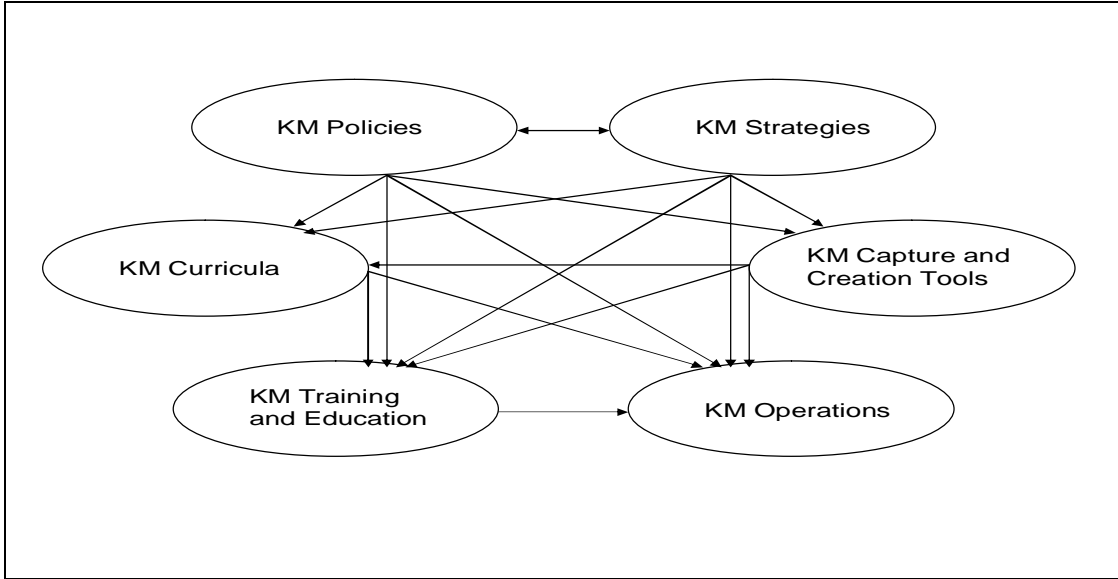 KM Policies
KM Strategies
KM Curricula
KM Capture and
Creation Tools
KM Training
and Education
KM Operations